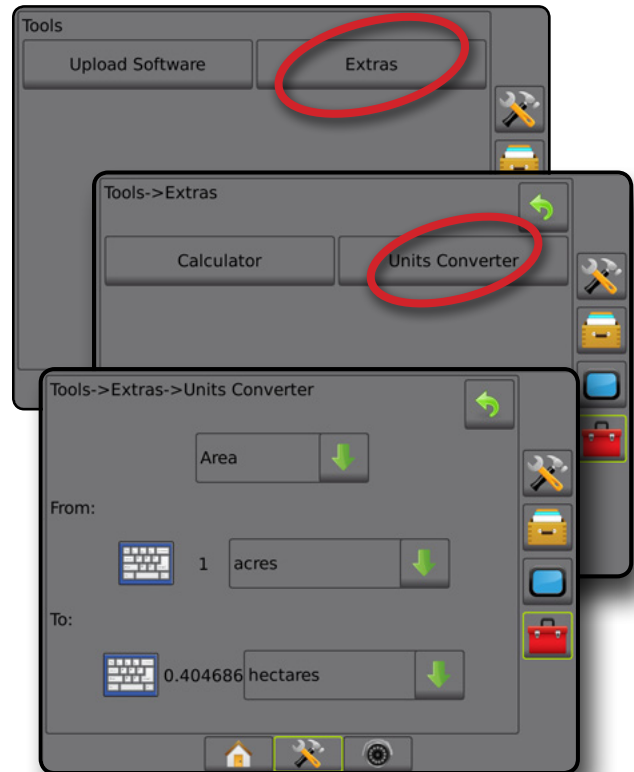 Tools
Upload Software Extras
Tools->Extras
Calculator Units Converter
Tools->Extras->Units Converter
Area
From:
1 acres
To:
0.404686 hectares